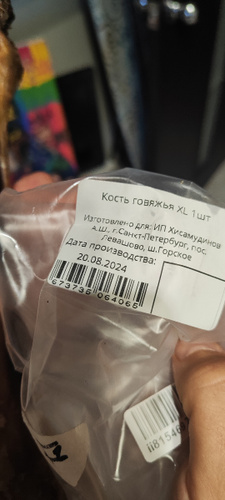 Кость говяжья XL 1шт
Изготовлено для: ИП Хисамудинов
А.Ш., г.Санкт-Петербург, пос.
Левашово, ш.Горское
Дата производства:
20.08.2024
673736 064065